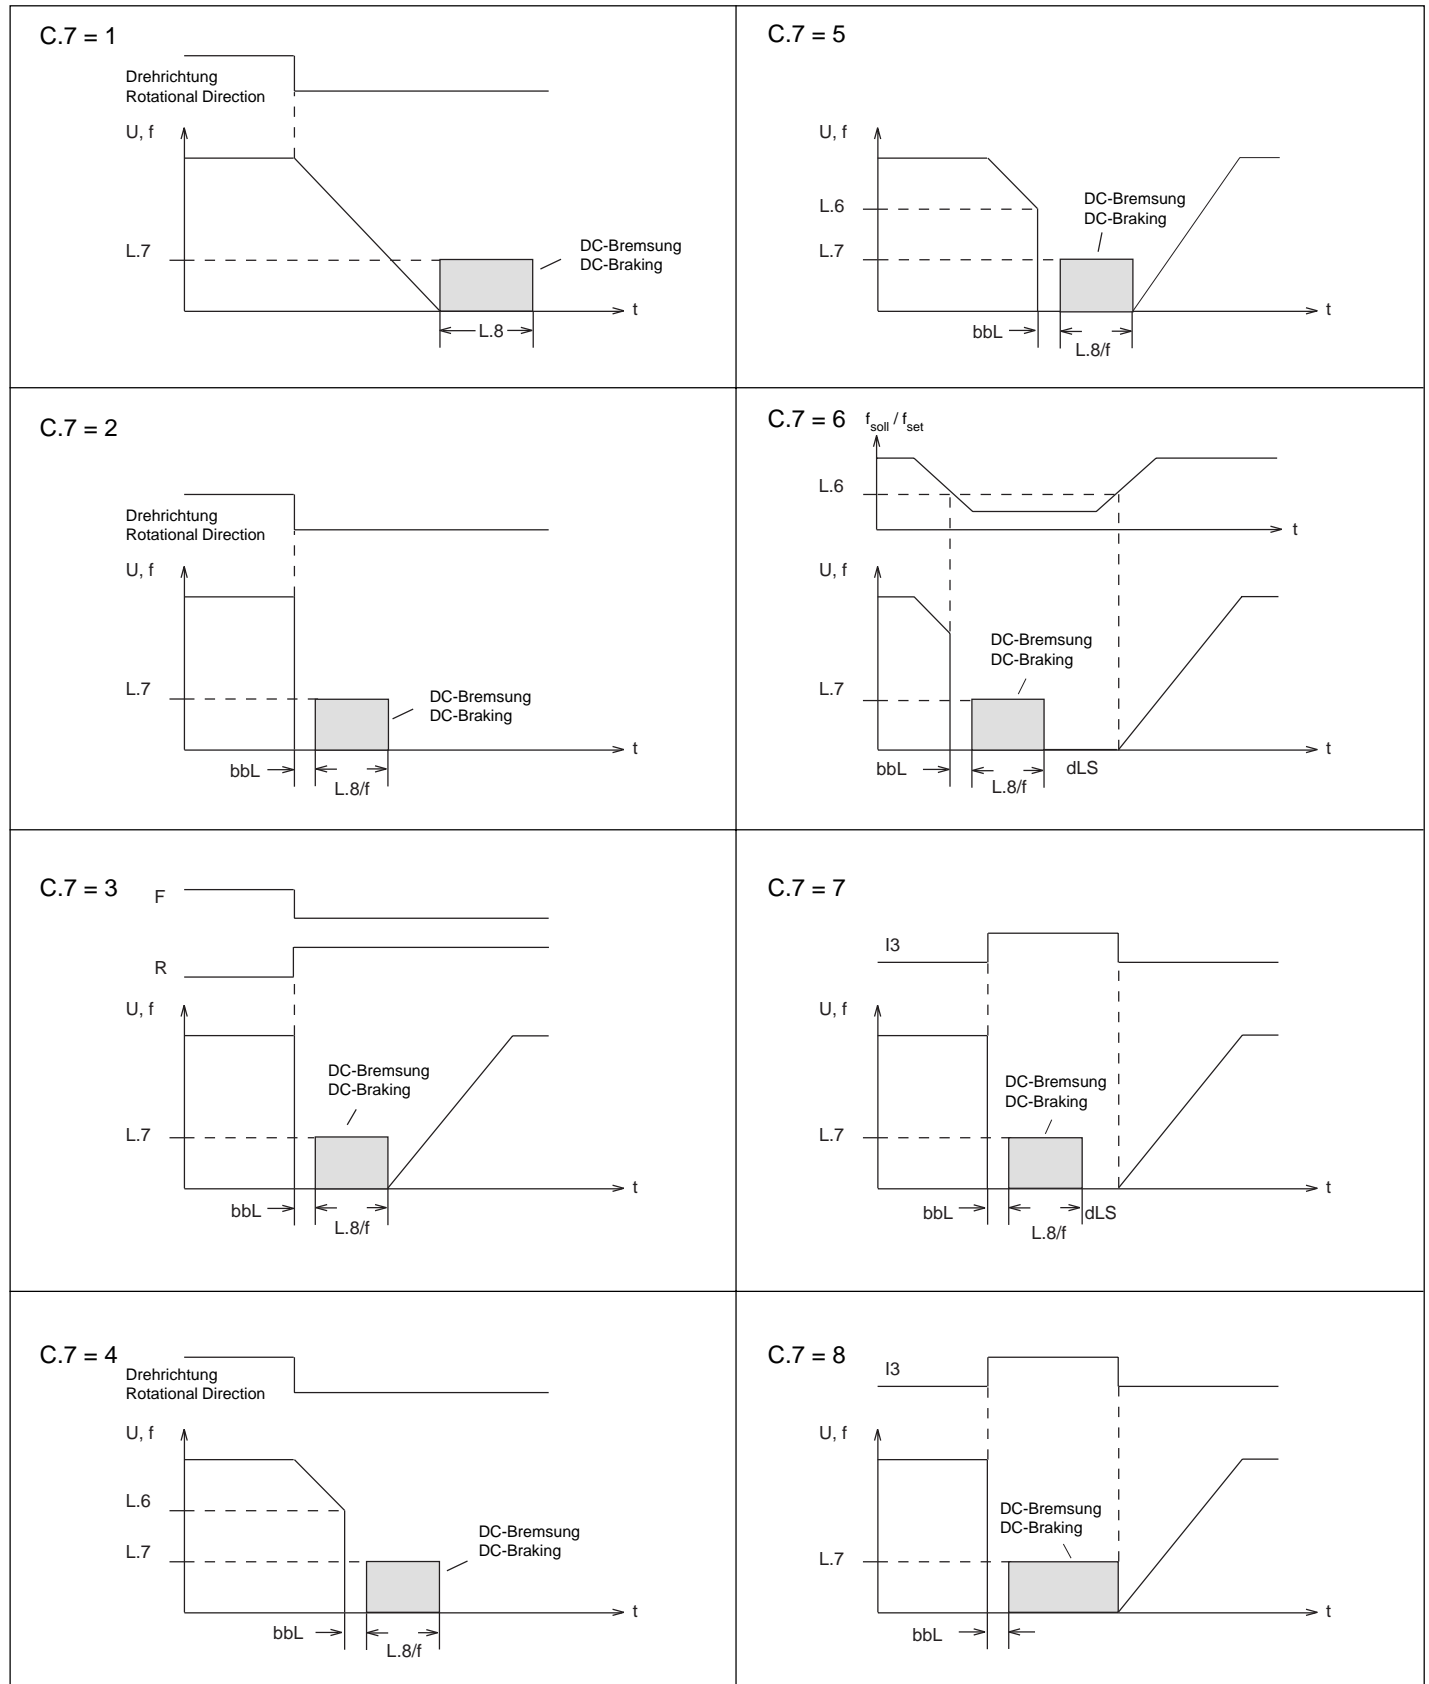 C.7 = 1
Drehrichtung
Rotational Direction
U, f
L.7
DC-Bremsung
DC-Braking
t
L.8
C.7 = 5
U, f
L.6
L.7
DC-Bremsung
DC-Braking
t
bbL
L.8/f
C.7 = 2
Drehrichtung
Rotational Direction
U, f
L.7
DC-Bremsung
DC-Braking
t
bbL
L.8/f
C.7 = 6 fsoll / fset
L.6
t
U, f
DC-Bremsung
DC-Braking
L.7
t
bbL
dLS
L.8/f
C.7 = 3
F
R
U, f
DC-Bremsung
DC-Braking
L.7
t
bbL
L.8/f
C.7 = 7
I3
U, f
DC-Bremsung
DC-Braking
L.7
t
bbL
dLS
L.8/f
C.7 = 4
Drehrichtung
Rotational Direction
U, f
L.6
L.7
DC-Bremsung
DC-Braking
t
bbL
L.8/f
C.7 = 8
I3
U, f
DC-Bremsung
DC-Braking
L.7
t
bbL